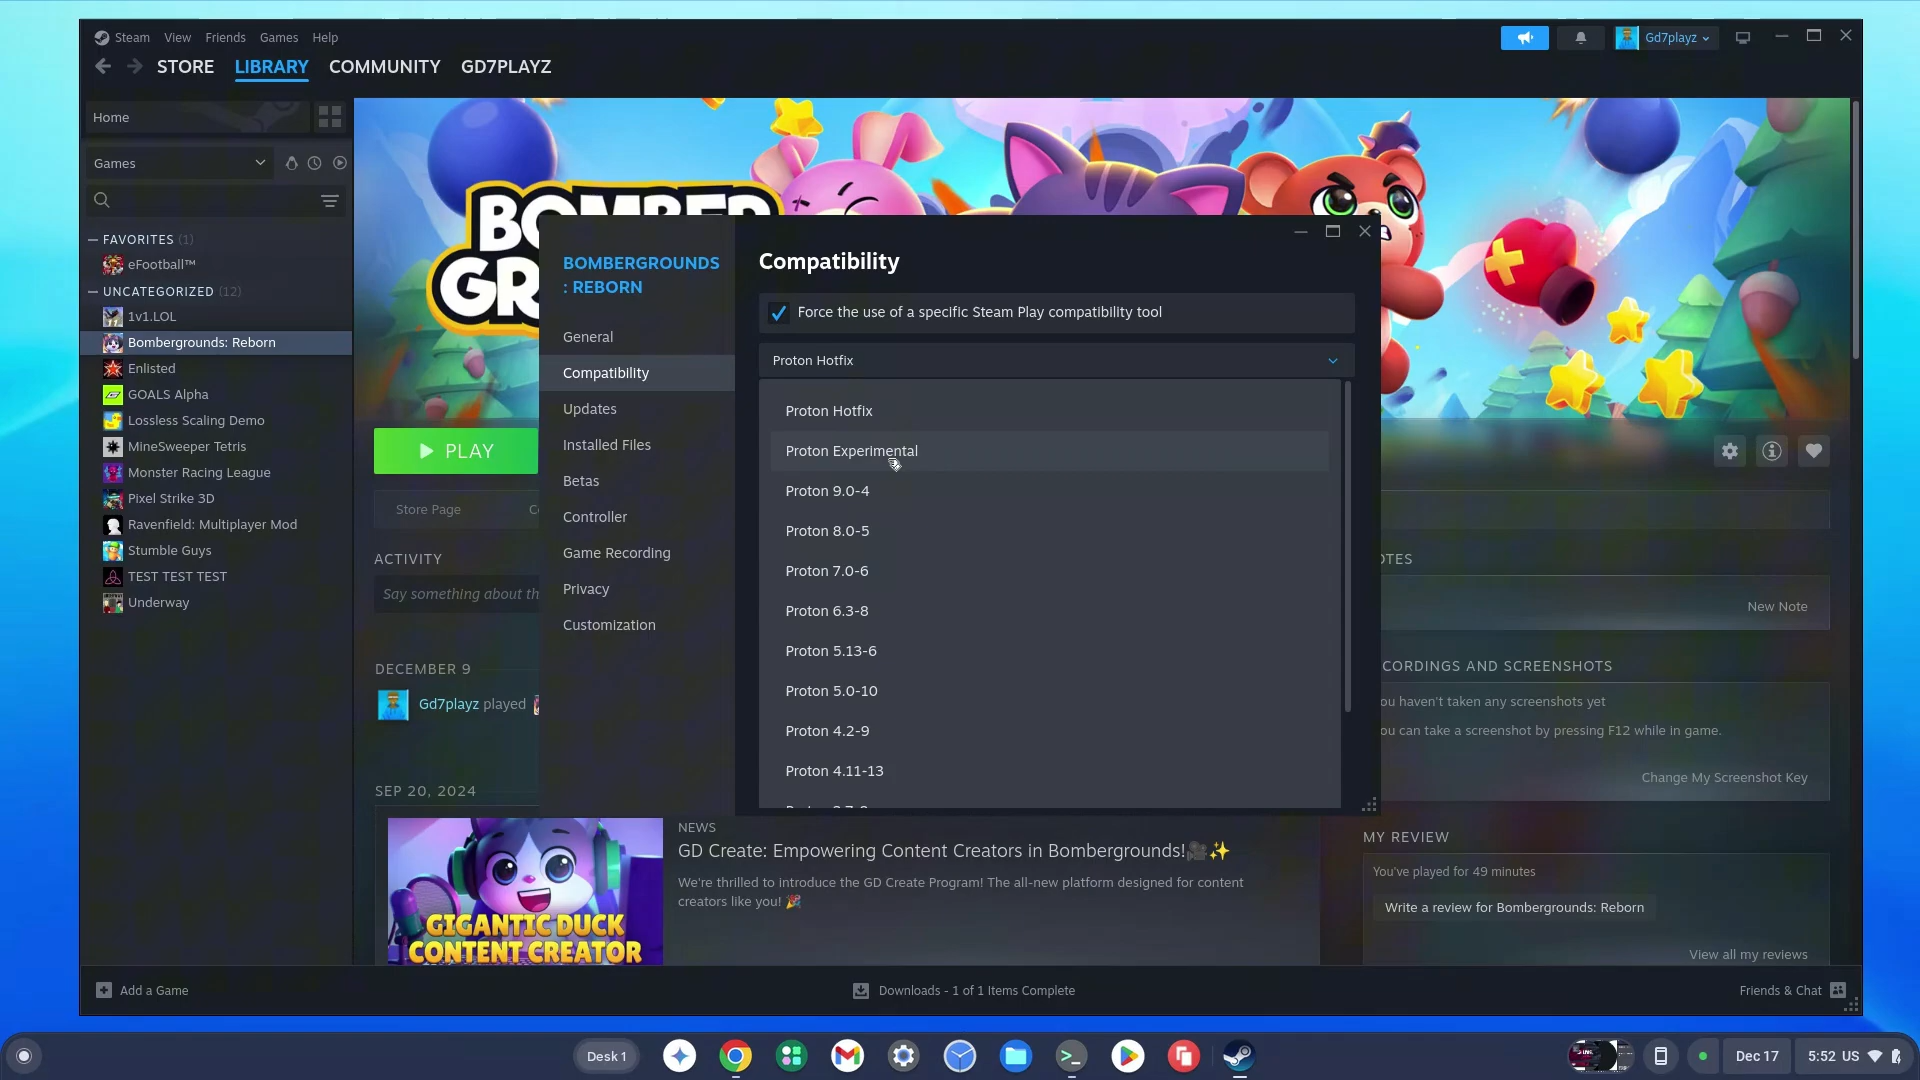 Steam View Friends Games Help
Gd7playz
STORE LIBRARY COMMUNITY GD7PLAYZ
Home
Games
FAVORITES (1)
eFootball™
UNCATEGORIZED (12)
1v1.LOL
Bombergrounds: Reborn
Enlisted
GOALS Alpha
Lossless Scaling Demo
MineSweeper Tetris
Monster Racing League
Pixel Strike 3D
Ravenfield: Multiplayer Mod
Stumble Guys
TEST TEST TEST
Underway
BOMBER
GR
PLAY
Store Page
ACTIVITY
Say something about th
DECEMBER 9
Gd7playz played
SEP 20, 2024
GIGANTIC DUCK
CONTENT CREATOR
NEWS
GD Create: Empowering Content Creators in Bombergrounds!🎥✨
We're thrilled to introduce the GD Create Program! The all-new platform designed for content
creators like you! 🎉
BOMBERGROUNDS
: REBORN
General
Compatibility
Updates
Installed Files
Betas
Controller
Game Recording
Privacy
Customization
Compatibility
Force the use of a specific Steam Play compatibility tool
Proton Hotfix
Proton Hotfix
Proton Experimental
Proton 9.0-4
Proton 8.0-5
Proton 7.0-6
Proton 6.3-8
Proton 5.13-6
Proton 5.0-10
Proton 4.2-9
Proton 4.11-13
OTES
New Note
CORDINGS AND SCREENSHOTS
ou haven't taken any screenshots yet
ou can take a screenshot by pressing F12 while in game.
Change My Screenshot Key
MY REVIEW
You've played for 49 minutes
Write a review for Bombergrounds: Reborn
View all my reviews
Add a Game
Downloads - 1 of 1 Items Complete
Friends & Chat
Desk 1
Dec 17
5:52 US